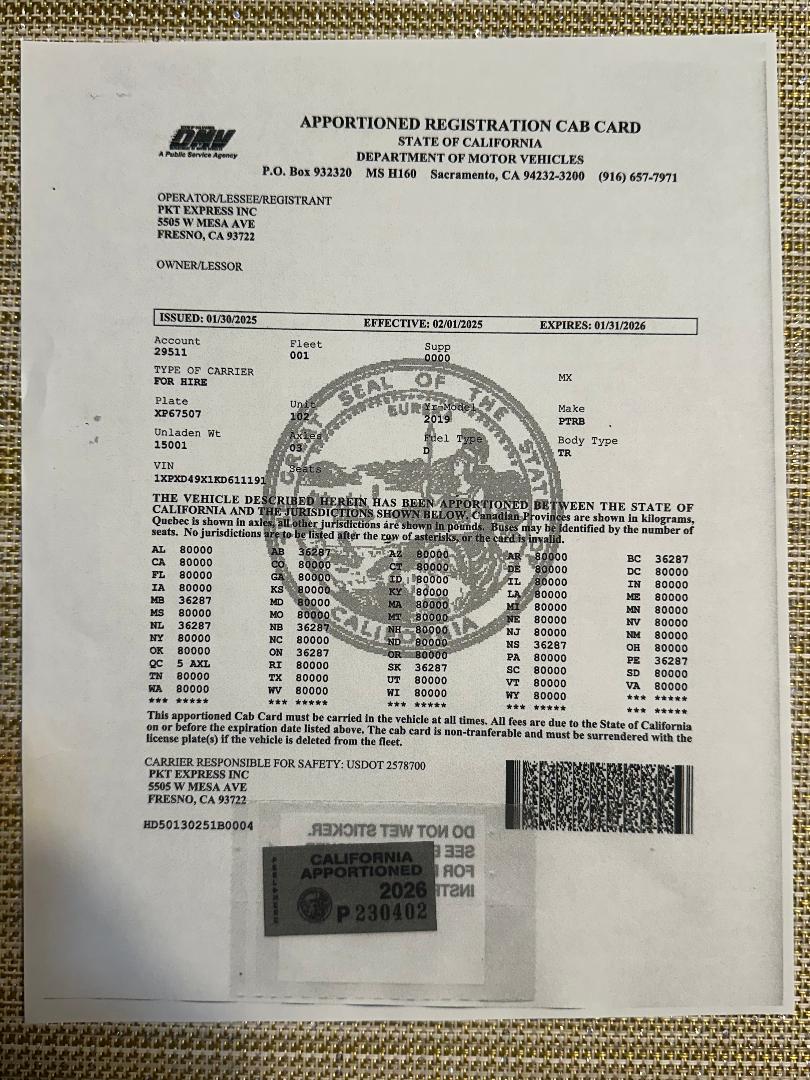 DMV
A Public Service Agency
APPORTIONED REGISTRATION CAB CARD
STATE OF CALIFORNIA
DEPARTMENT OF MOTOR VEHICLES
P.O. Box 932320 MS H160 Sacramento, CA 94232-3200 (916) 657-7971
OPERATOR/LESSEE/REGISTRANT
PKT EXPRESS INC
5505 W MESA AVE
FRESNO, CA 93722
OWNER/LESSOR
ISSUED: 01/30/2025 EFFECTIVE: 02/01/2025 EXPIRES: 01/31/2026
Account Fleet Supp
29511 001 0000
TYPE OF CARRIER MX
FOR HIRE
Plate Unit Yr-Model Make
XP67507 102 2019 PTRB
Unladen Wt Axles Fuel Type Body Type
15001 03 D TR
VIN Seats
1XPXD49X1KD611191
THE VEHICLE DESCRIBED HEREIN HAS BEEN APPORTIONED BETWEEN THE STATE OF
CALIFORNIA AND THE JURISDICTIONS SHOWN BELOW, Canadian Provinces are shown in kilograms,
Quebec is shown in axles, all other jurisdictions are shown in pounds. Buses may be identified by the number of
seats. No jurisdictions are to be listed after the row of asterisks, or the card is invalid.
AL 80000 AB 36287 AZ 80000 AR 80000 BC 36287
CA 80000 CO 80000 CT 80000 DE 80000 DC 80000
FL 80000 GA 80000 ID 80000 IL 80000 IN 80000
IA 80000 KS 80000 KY 80000 LA 80000 ME 80000
MB 36287 MD 80000 MA 80000 MI 80000 MN 80000
MS 80000 MO 80000 MT 80000 NE 80000 NV 80000
NL 36287 NB 36287 NH 80000 NJ 80000 NM 80000
NY 80000 NC 80000 ND 80000 NS 36287 OH 80000
OK 80000 ON 36287 OR 80000 PA 80000 PE 36287
QC 5 AXL RI 80000 SK 36287 SC 80000 SD 80000
TN 80000 TX 80000 UT 80000 VT 80000 VA 80000
WA 80000 WV 80000 WI 80000 WY 80000 *** *****
*** ***** *** ***** *** ***** *** ***** *** *****
GREAT SEAL OF THE STATE
EUREKA
CALIFORNIA
This apportioned Cab Card must be carried in the vehicle at all times. All fees are due to the State of California
on or before the expiration date listed above. The cab card is non-tranferable and must be surrendered with the
license plate(s) if the vehicle is deleted from the fleet.
CARRIER RESPONSIBLE FOR SAFETY: USDOT 2578700
PKT EXPRESS INC
5505 W MESA AVE
FRESNO, CA 93722
HD50130251B0004
DO NOT WET STICKER.
SEE
FOR
INST
CALIFORNIA
APPORTIONED
2026
P 230402